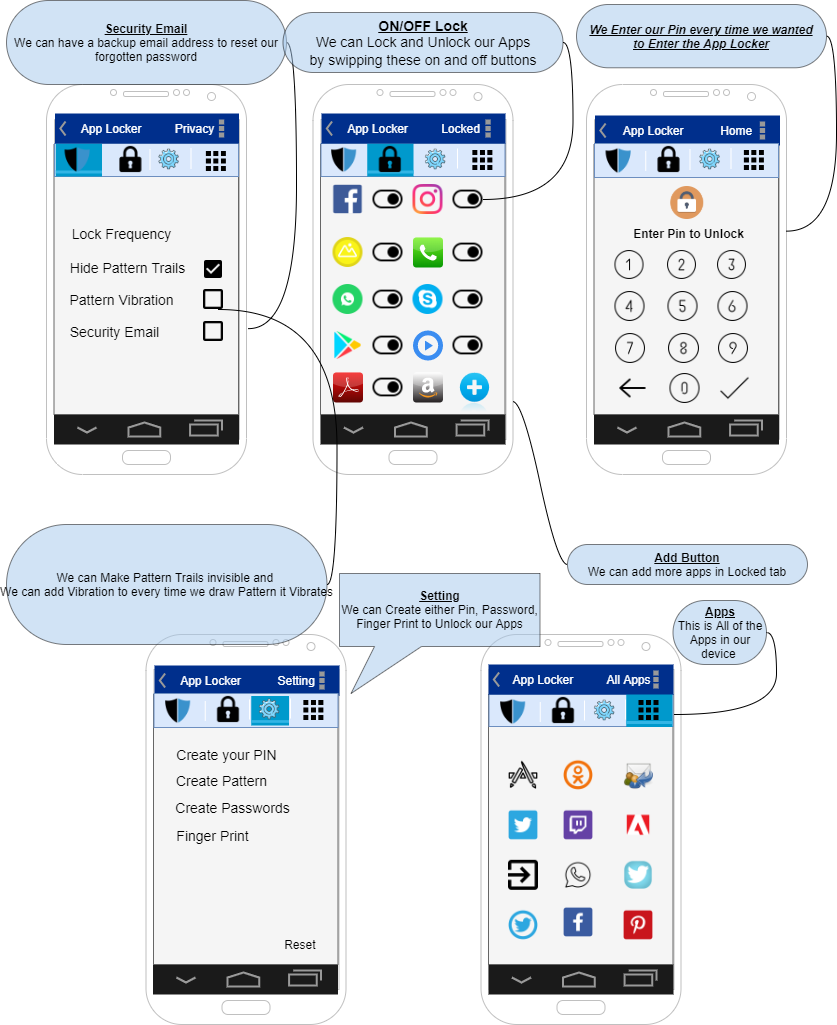 Security Email
We can have a backup email address to reset our
forgotten password
ON/OFF Lock
We can Lock and Unlock our Apps
by swipping these on and off buttons
We Enter our Pin every time we wanted
to Enter the App Locker
App Locker
Privacy
Lock Frequency
Hide Pattern Trails
Pattern Vibration
Security Email
App Locker
Locked
App Locker
Home
Enter Pin to Unlock
1 2 3
4 5 6
7 8 9
0
We can Make Pattern Trails invisible and
We can add Vibration to every time we draw Pattern it Vibrates
Setting
We can Create either Pin, Password,
Finger Print to Unlock our Apps
Add Button
We can add more apps in Locked tab
Apps
This is All of the
Apps in our
device
App Locker
Setting
Create your PIN
Create Pattern
Create Passwords
Finger Print
Reset
App Locker
All Apps